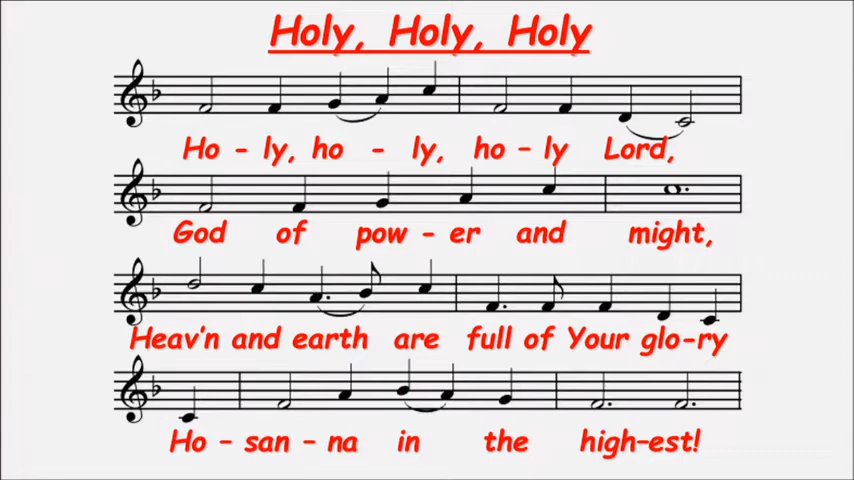 Holy, Holy, Holy
Ho - ly, ho - ly, ho - ly Lord,
God of pow - er and might,
Heav'n and earth are full of Your glo-ry
Ho - san - na in the high-est!